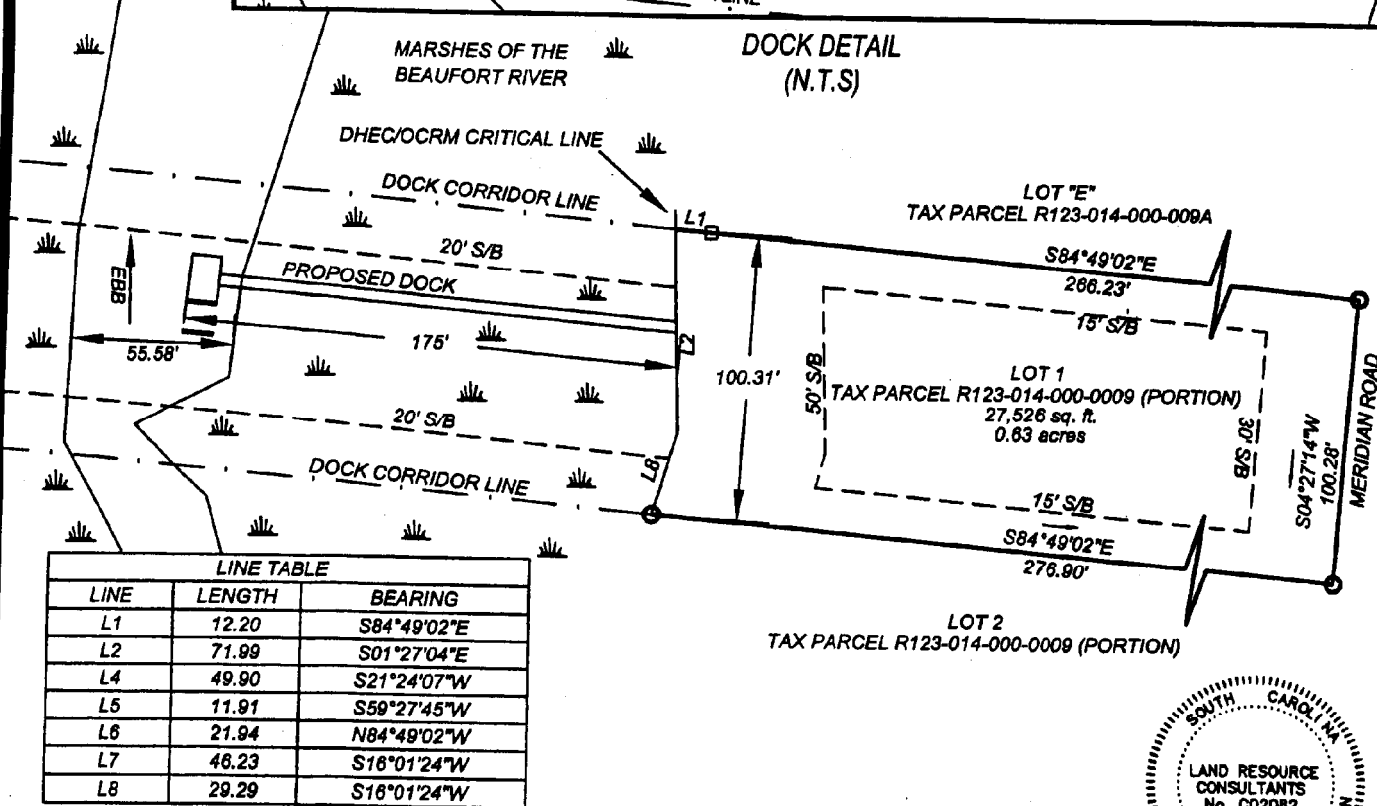 DOCK DETAIL
(N.T.S)
MARSHES OF THE
BEAUFORT RIVER
DHEC/OCRM CRITICAL LINE
DOCK CORRIDOR LINE
L1
LOT "E"
TAX PARCEL R123-014-000-009A
S84°49'02"E
266.23'
20' S/B
PROPOSED DOCK
EBB
55.58'
175'
L2
100.31'
15' S/B
50' S/B
LOT 1
TAX PARCEL R123-014-000-0009 (PORTION)
27,526 sq. ft.
0.63 acres
30' S/B
S04°27'14"W
100.28'
MERIDIAN ROAD
20' S/B
L8
DOCK CORRIDOR LINE
15' S/B
S84°49'02"E
276.90'
LOT 2
TAX PARCEL R123-014-000-0009 (PORTION)
LINE TABLE
LINE LENGTH BEARING
L1 12.20 S84°49'02"E
L2 71.99 S01°27'04"E
L4 49.90 S21°24'07"W
L5 11.91 S59°27'45"W
L6 21.94 N84°49'02"W
L7 46.23 S16°01'24"W
L8 29.29 S16°01'24"W
SOUTH CAROLINA
LAND RESOURCE
CONSULTANTS
No. C02082